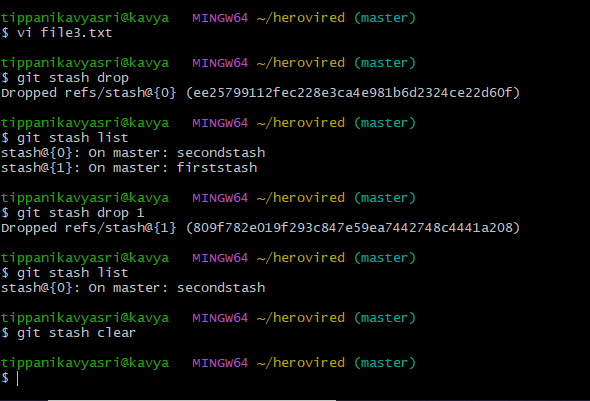 tippanikavyasri@kavya MINGW64 ~/herovired (master)
$ vi file3.txt
tippanikavyasri@kavya MINGW64 ~/herovired (master)
$ git stash drop
Dropped refs/stash@{0} (ee25799112fec228e3ca4e981b6d2324ce22d60f)
tippanikavyasri@kavya MINGW64 ~/herovired (master)
$ git stash list
stash@{0}: On master: secondstash
stash@{1}: On master: firststash
tippanikavyasri@kavya MINGW64 ~/herovired (master)
$ git stash drop 1
Dropped refs/stash@{1} (809f782e019f293c847e59ea7442748c4441a208)
tippanikavyasri@kavya MINGW64 ~/herovired (master)
$ git stash list
stash@{0}: On master: secondstash
tippanikavyasri@kavya MINGW64 ~/herovired (master)
$ git stash clear
tippanikavyasri@kavya MINGW64 ~/herovired (master)
$